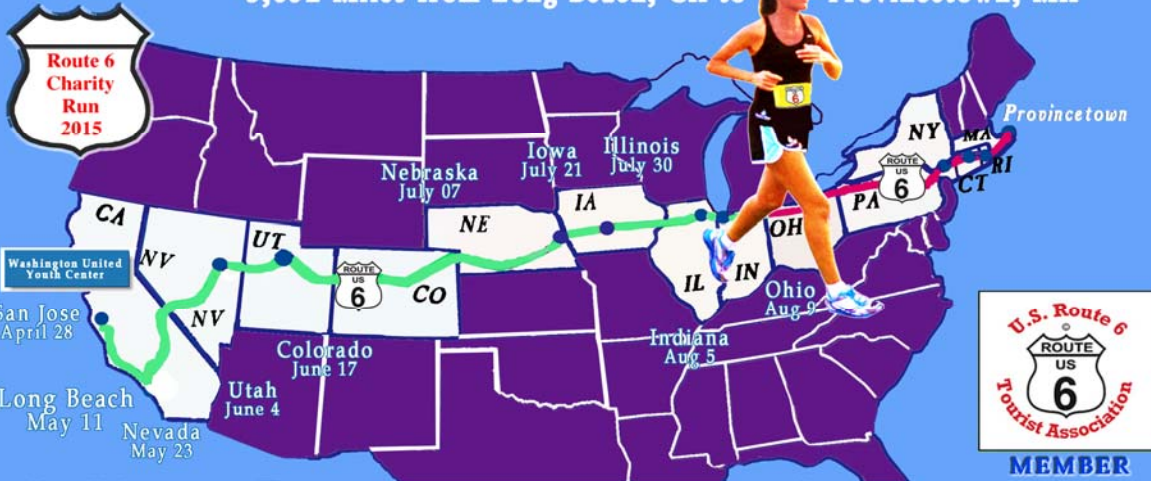 Route 6
Charity
Run
2015
Provincetown
NY
MA
RI
CT
ROUTE
US
6
PA
OH
Illinois
July 30
Iowa
July 21
Nebraska
July 07
CA
NV
UT
NE
IA
Washington United
Youth Center
ROUTE
US
6
CO
IL
IN
NV
San Jose
April 28
Ohio
Aug 9
Indiana
Aug 5
Colorado
June 17
Utah
June 4
Long Beach
May 11
Nevada
May 23
U.S. Route 6
©
ROUTE
US
6
Tourist Association
MEMBER